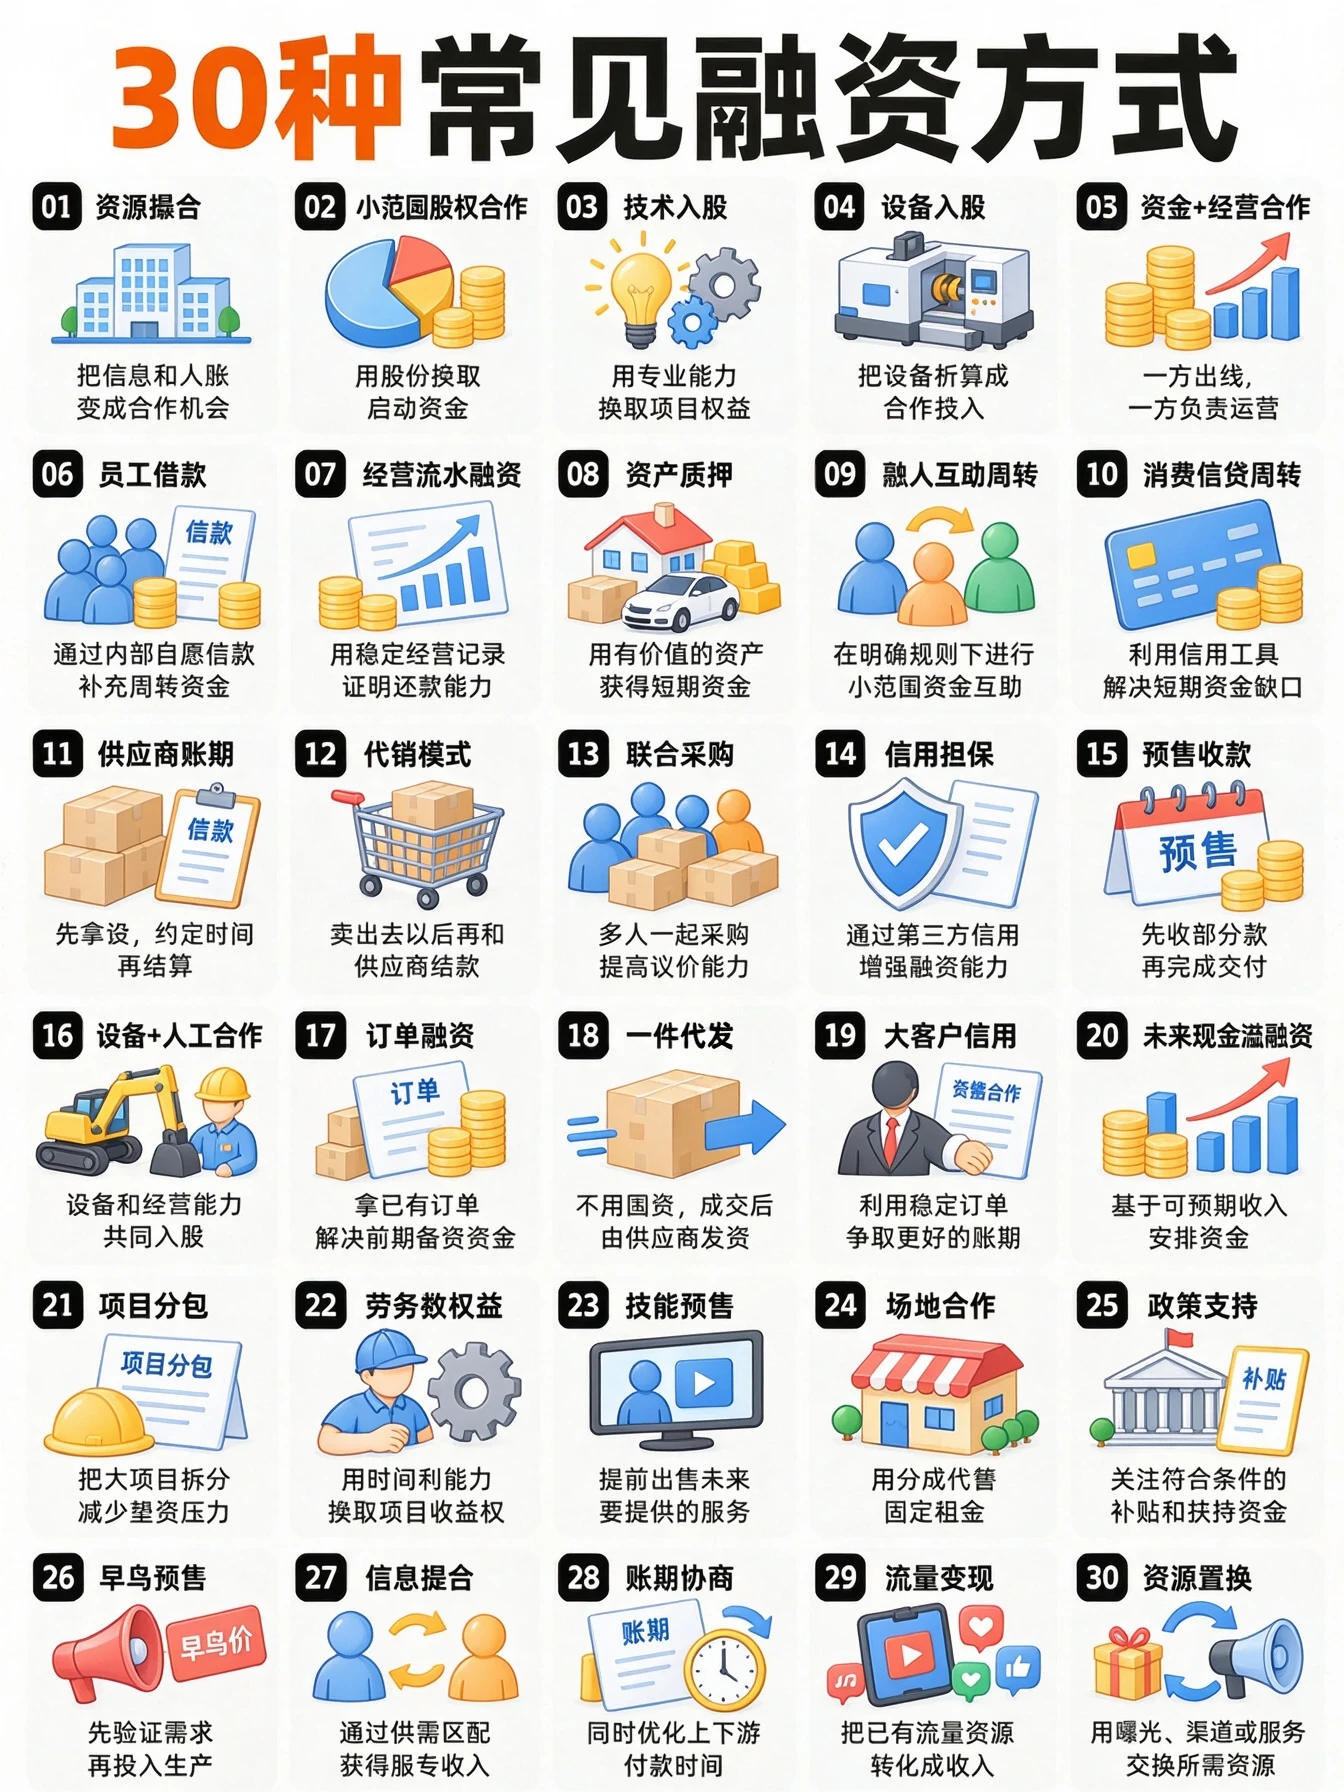 30种常见融资方式
01 资源撮合
把信息和人胀
变成合作机会
02 小范围股权合作
用股份换取
启动资金
03 技术入股
用专业能力
换取项目权益
04 设备入股
把设备析算成
合作投入
03 资金+经营合作
一方出线，
一方负责运营
06 员工借款
信款
通过内部自愿信款
补充周转资金
07 经营流水融资
用稳定经营记录
证明还款能力
08 资产质押
用有价值的资产
获得短期资金
09 融人互助周转
在明确规则下进行
小范围资金互助
10 消费信贷周转
利用信用工具
解决短期资金缺口
11 供应商账期
信款
先拿设，约定时间
再结算
12 代销模式
卖出去以后再和
供应商结款
13 联合采购
多人一起采购
提高议价能力
14 信用担保
通过第三方信用
增强融资能力
15 预售收款
预售
先收部分款
再完成交付
16 设备+人工合作
设备和经营能力
共同入股
17 订单融资
订单
拿已有订单
解决前期备资资金
18 一件代发
不用国资，成交后
由供应商发资
19 大客户信用
合作
利用稳定订单
争取更好的账期
20 未来现金融资
基于可预期收入
安排资金
21 项目分包
项目分包
把大项目拆分
减少垫资压力
22 劳务数权益
用时间利能力
换取项目收益权
23 技能预售
提前出售未来
要提供的服务
24 场地合作
用分成代替
固定租金
25 政策支持
补贴
关注符合条件的
补贴和扶持资金
26 早鸟预售
早鸟价
先验证需求
再投入生产
27 信息提合
通过供需区配
获得服专收入
28 账期协商
账期
同时优化上下游
付款时间
29 流量变现
把已有流量资源
转化成收入
30 资源置换
用曝光、渠道或服务
交换所需资源